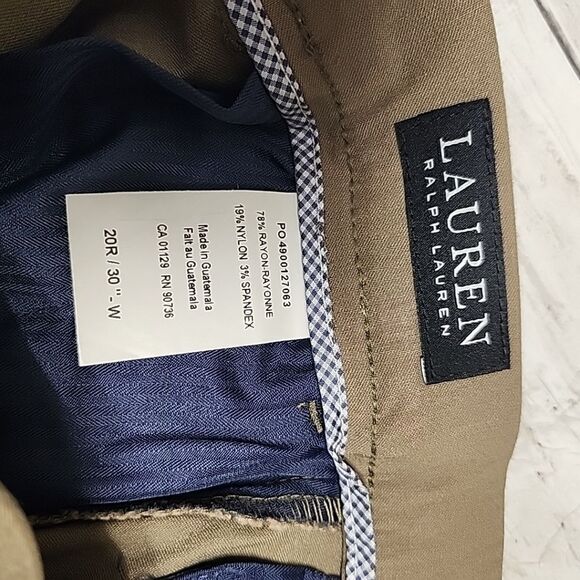 LAUREN
RALPH LAUREN
PO 4900127063
78% RAYON-RAYONNE
19% NYLON 3% SPANDEX
Made in Guatemala
Fait au Guatemala
CA 01129 RN 90736
20R / 30 " - W